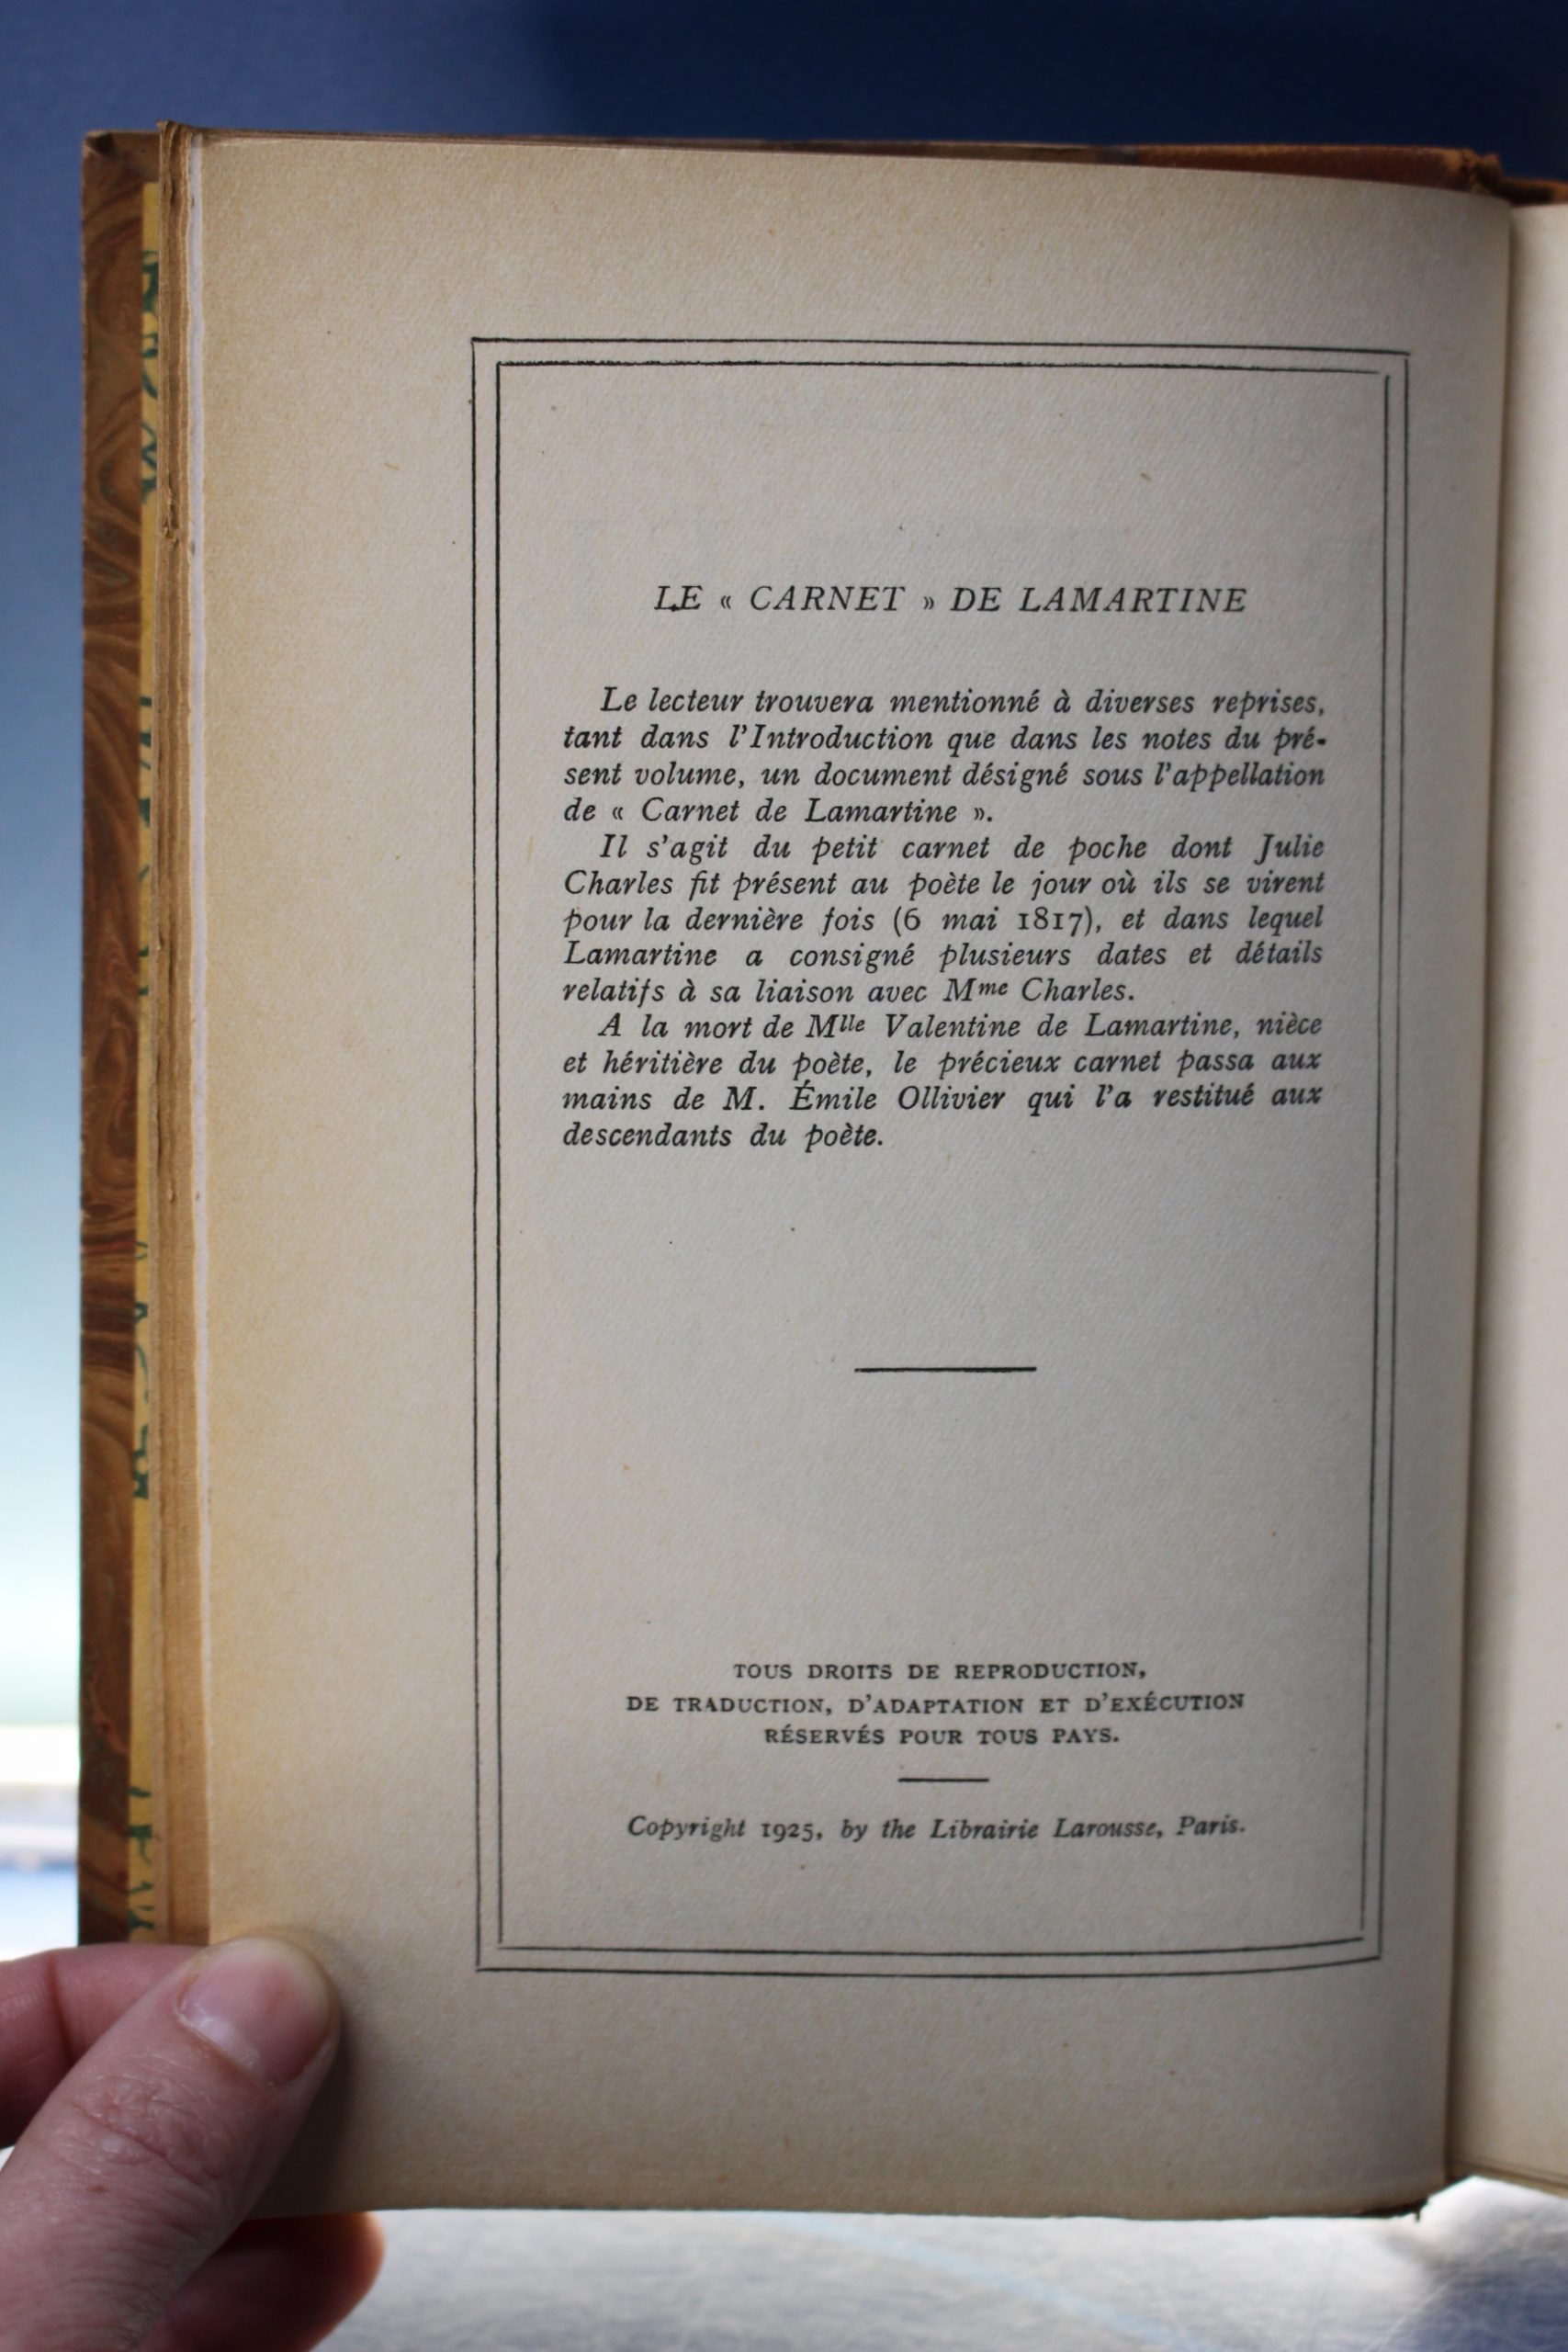 LE « CARNET » DE LAMARTINE
Le lecteur trouvera mentionné à diverses reprises,
tant dans l'Introduction que dans les notes du pré-
sent volume, un document désigné sous l'appellation
de « Carnet de Lamartine ».
Il s'agit du petit carnet de poche dont Julie
Charles fit présent au poète le jour où ils se virent
pour la dernière fois (6 mai 1817), et dans lequel
Lamartine a consigné plusieurs dates et détails
relatifs à sa liaison avec Mme Charles.
A la mort de Mlle Valentine de Lamartine, nièce
et héritière du poète, le précieux carnet passa aux
mains de M. Émile Ollivier qui l'a restitué aux
descendants du poète.
TOUS DROITS DE REPRODUCTION,
DE TRADUCTION, D'ADAPTATION ET D'EXÉCUTION
RÉSERVÉS POUR TOUS PAYS.
Copyright 1925, by the Librairie Larousse, Paris.